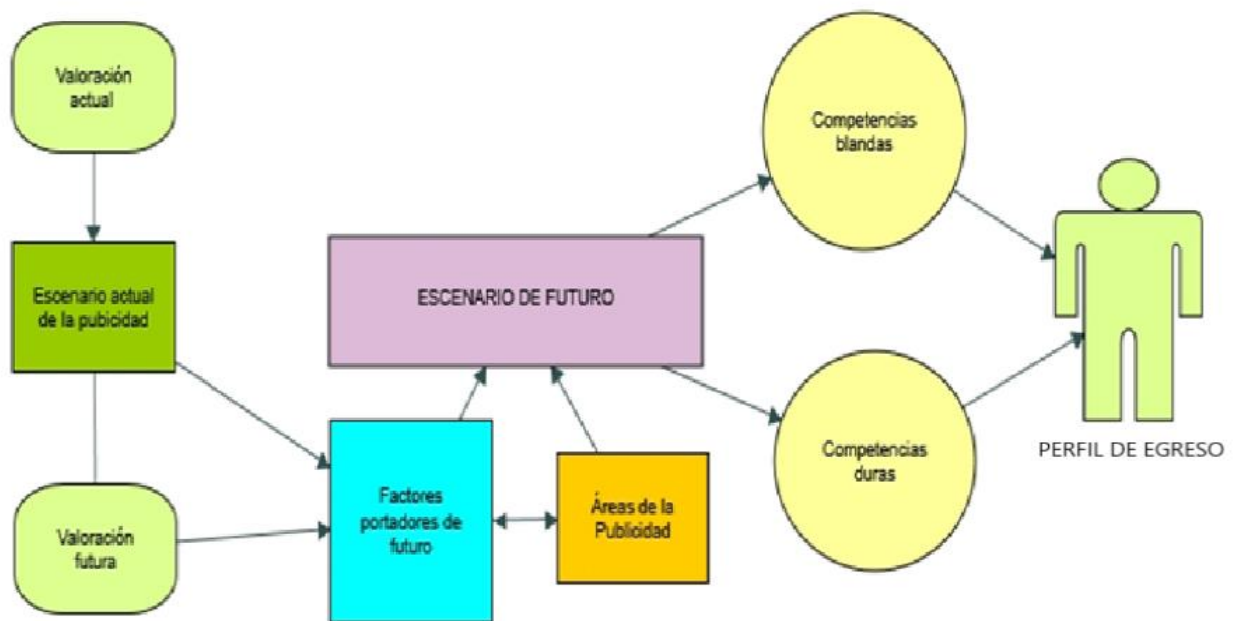 Valoración
actual
Escenario actual
de la pubicidad
Valoración
futura
ESCENARIO DE FUTURO
Factores
portadores de
futuro
Áreas de la
Publicidad
Competencias
blandas
Competencias
duras
PERFIL DE EGRESO